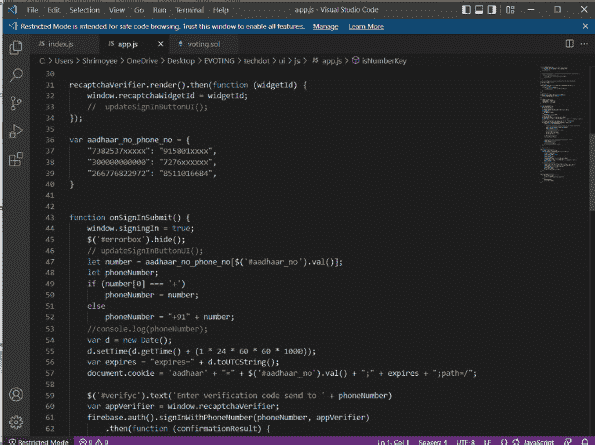 File Edit Selection View Go Run Terminal Help app.js - Visual Studio Code
Restricted Mode is intended for safe code browsing. Trust this window to enable all features. Manage Learn More
index.js app.js voting.sol
C: > Users > Shrinoyee > OneDrive > Desktop > EVOTING > techdot > ui > js > app.js > isNumberKey
30
31 recaptchaVerifier.render().then(function (widgetId) {
32 window.recaptchaWidgetId = widgetId;
33 // updateSignInButtonUI();
34 });
35
36 var aadhaar_no_phone_no = {
37 "7382537xxxxx": "915801xxxx",
38 "300000000000": "7276xxxxxx",
39 "266776822972": "8511016684",
40 }
41
42
43 function onSignInSubmit() {
44 window.signingIn = true;
45 $('#errorbox').hide();
46 // updateSignInButtonUI();
47 let number = aadhaar_no_phone_no[$('#aadhaar_no').val()];
48 let phoneNumber;
49 if (number[0] === '+')
50 phoneNumber = number;
51 else
52 phoneNumber = "+91" + number;
53 //console.log(phoneNumber);
54 var d = new Date();
55 d.setTime(d.getTime() + (1 * 24 * 60 * 60 * 1000));
56 var expires = "expires=" + d.toUTCString();
57 document.cookie = 'aadhaar' + "=" + $('#aadhaar_no').val() + ";" + expires + ";path=/";
58
59 $('#verifyc').text('Enter verification code send to ' + phoneNumber)
60 var appVerifier = window.recaptchaVerifier;
61 firebase.auth().signInWithPhoneNumber(phoneNumber, appVerifier)
62 .then(function (confirmationResult) {
Restricted Mode 0 0 Ln 1, Col 1 Spaces: 4 UTF-8 LF JavaScript